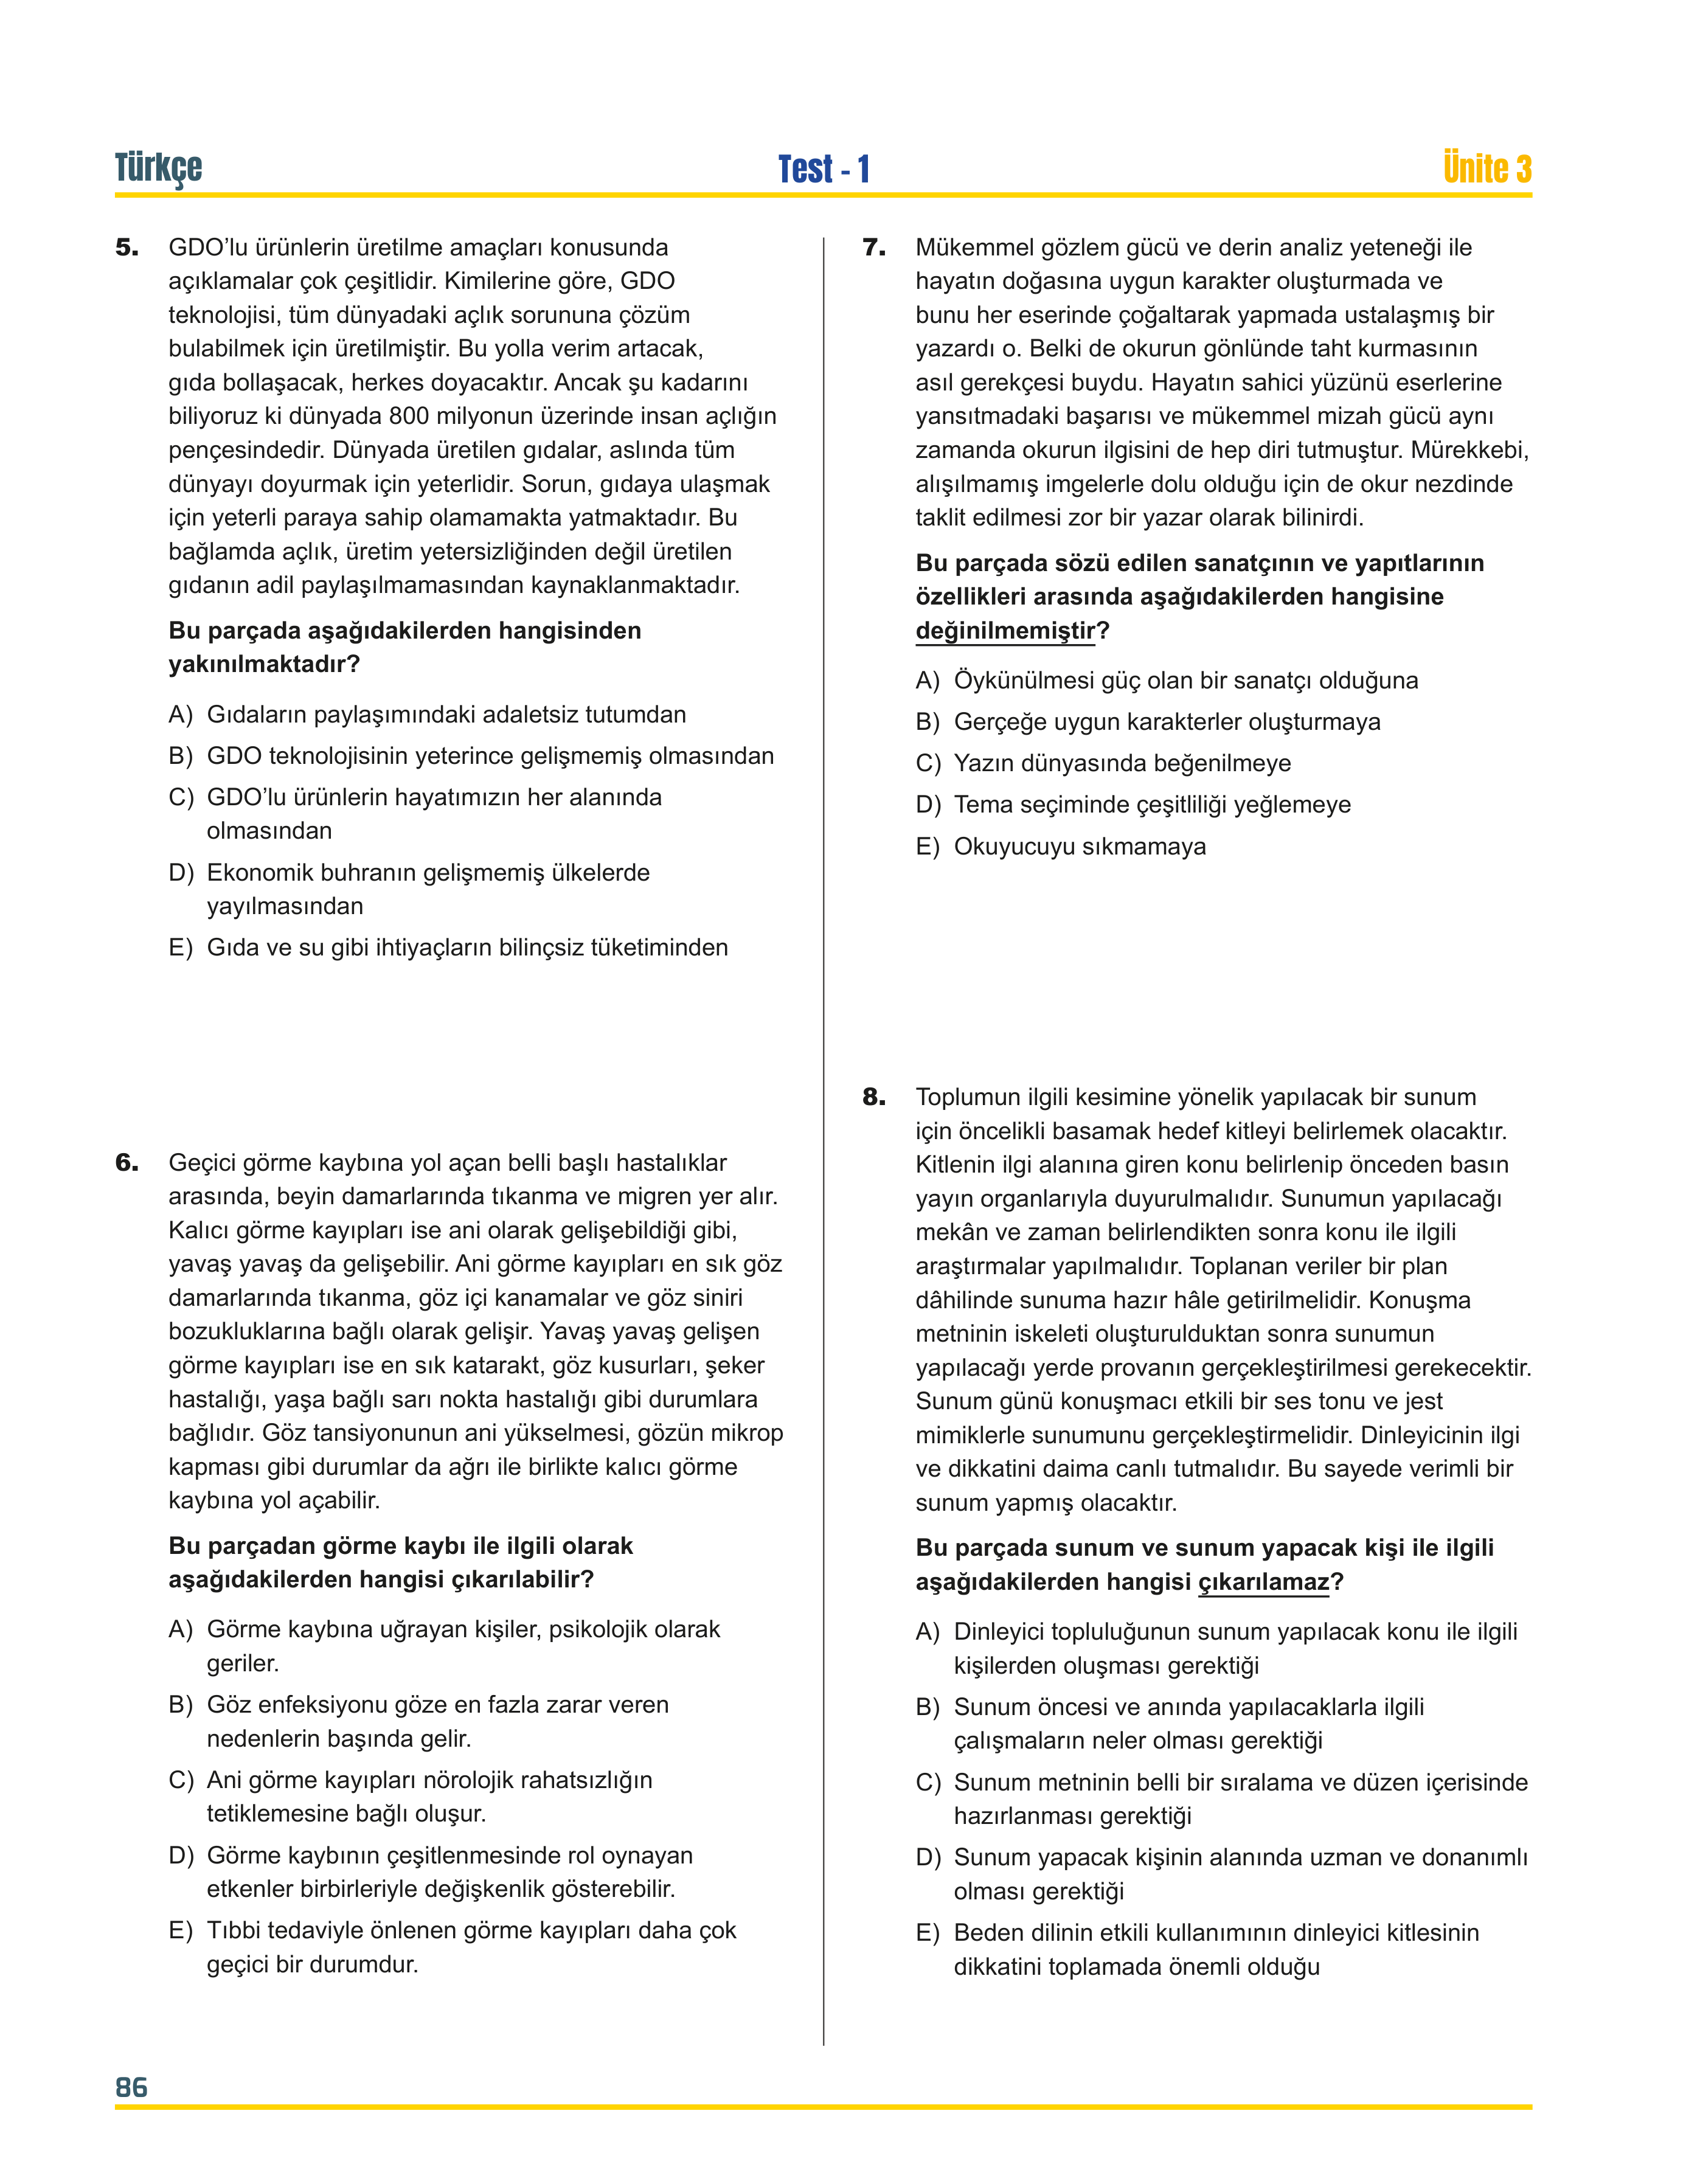 Türkçe
Test - 1
Ünite 3
5. GDO’lu ürünlerin üretilme amaçları konusunda
açıklamalar çok çeşitlidir. Kimilerine göre, GDO
teknolojisi, tüm dünyadaki açlık sorununa çözüm
bulabilmek için üretilmiştir. Bu yolla verim artacak,
gıda bollaşacak, herkes doyacaktır. Ancak şu kadarını
biliyoruz ki dünyada 800 milyonun üzerinde insan açlığın
pençesindedir. Dünyada üretilen gıdalar, aslında tüm
dünyayı doyurmak için yeterlidir. Sorun, gıdaya ulaşmak
için yeterli paraya sahip olamamakta yatmaktadır. Bu
bağlamda açlık, üretim yetersizliğinden değil üretilen
gıdanın adil paylaşılmamasından kaynaklanmaktadır.
Bu parçada aşağıdakilerden hangisinden
yakınılmaktadır?
A) Gıdaların paylaşımındaki adaletsiz tutumdan
B) GDO teknolojisinin yeterince gelişmemiş olmasından
C) GDO’lu ürünlerin hayatımızın her alanında
olmasından
D) Ekonomik buhranın gelişmemiş ülkelerde
yayılmasından
E) Gıda ve su gibi ihtiyaçların bilinçsiz tüketiminden
6. Geçici görme kaybına yol açan belli başlı hastalıklar
arasında, beyin damarlarında tıkanma ve migren yer alır.
Kalıcı görme kayıpları ise ani olarak gelişebildiği gibi,
yavaş yavaş da gelişebilir. Ani görme kayıpları en sık göz
damarlarında tıkanma, göz içi kanamalar ve göz siniri
bozukluklarına bağlı olarak gelişir. Yavaş yavaş gelişen
görme kayıpları ise en sık katarakt, göz kusurları, şeker
hastalığı, yaşa bağlı sarı nokta hastalığı gibi durumlara
bağlıdır. Göz tansiyonunun ani yükselmesi, gözün mikrop
kapması gibi durumlar da ağrı ile birlikte kalıcı görme
kaybına yol açabilir.
Bu parçadan görme kaybı ile ilgili olarak
aşağıdakilerden hangisi çıkarılabilir?
A) Görme kaybına uğrayan kişiler, psikolojik olarak
geriler.
B) Göz enfeksiyonu göze en fazla zarar veren
nedenlerin başında gelir.
C) Ani görme kayıpları nörolojik rahatsızlığın
tetiklemesine bağlı oluşur.
D) Görme kaybının çeşitlenmesinde rol oynayan
etkenler birbirleriyle değişkenlik gösterebilir.
E) Tıbbi tedaviyle önlenen görme kayıpları daha çok
geçici bir durumdur.
7. Mükemmel gözlem gücü ve derin analiz yeteneği ile
hayatın doğasına uygun karakter oluşturmada ve
bunu her eserinde çoğaltarak yapmada ustalaşmış bir
yazardı o. Belki de okurun gönlünde taht kurmasının
asıl gerekçesi buydu. Hayatın sahici yüzünü eserlerine
yansıtmadaki başarısı ve mükemmel mizah gücü aynı
zamanda okurun ilgisini de hep diri tutmuştur. Mürekkebi,
alışılmamış imgelerle dolu olduğu için de okur nezdinde
taklit edilmesi zor bir yazar olarak bilinirdi.
Bu parçada sözü edilen sanatçının ve yapıtlarının
özellikleri arasında aşağıdakilerden hangisine
değinilmemiştir?
A) Öykünülmesi güç olan bir sanatçı olduğuna
B) Gerçeğe uygun karakterler oluşturmaya
C) Yazın dünyasında beğenilmeye
D) Tema seçiminde çeşitliliği yeğlemeye
E) Okuyucuyu sıkmamaya
8. Toplumun ilgili kesimine yönelik yapılacak bir sunum
için öncelikli basamak hedef kitleyi belirlemek olacaktır.
Kitlenin ilgi alanına giren konu belirlenip önceden basın
yayın organlarıyla duyurulmalıdır. Sunumun yapılacağı
mekân ve zaman belirlendikten sonra konu ile ilgili
araştırmalar yapılmalıdır. Toplanan veriler bir plan
dâhilinde sunuma hazır hâle getirilmelidir. Konuşma
metninin iskeleti oluşturulduktan sonra sunumun
yapılacağı yerde provanın gerçekleştirilmesi gerekecektir.
Sunum günü konuşmacı etkili bir ses tonu ve jest
mimiklerle sunumunu gerçekleştirmelidir. Dinleyicinin ilgi
ve dikkatini daima canlı tutmalıdır. Bu sayede verimli bir
sunum yapmış olacaktır.
Bu parçada sunum ve sunum yapacak kişi ile ilgili
aşağıdakilerden hangisi çıkarılamaz?
A) Dinleyici topluluğunun sunum yapılacak konu ile ilgili
kişilerden oluşması gerektiği
B) Sunum öncesi ve anında yapılacaklarla ilgili
çalışmaların neler olması gerektiği
C) Sunum metninin belli bir sıralama ve düzen içerisinde
hazırlanması gerektiği
D) Sunum yapacak kişinin alanında uzman ve donanımlı
olması gerektiği
E) Beden dilinin etkili kullanımının dinleyici kitlesinin
dikkatini toplamada önemli olduğu
86